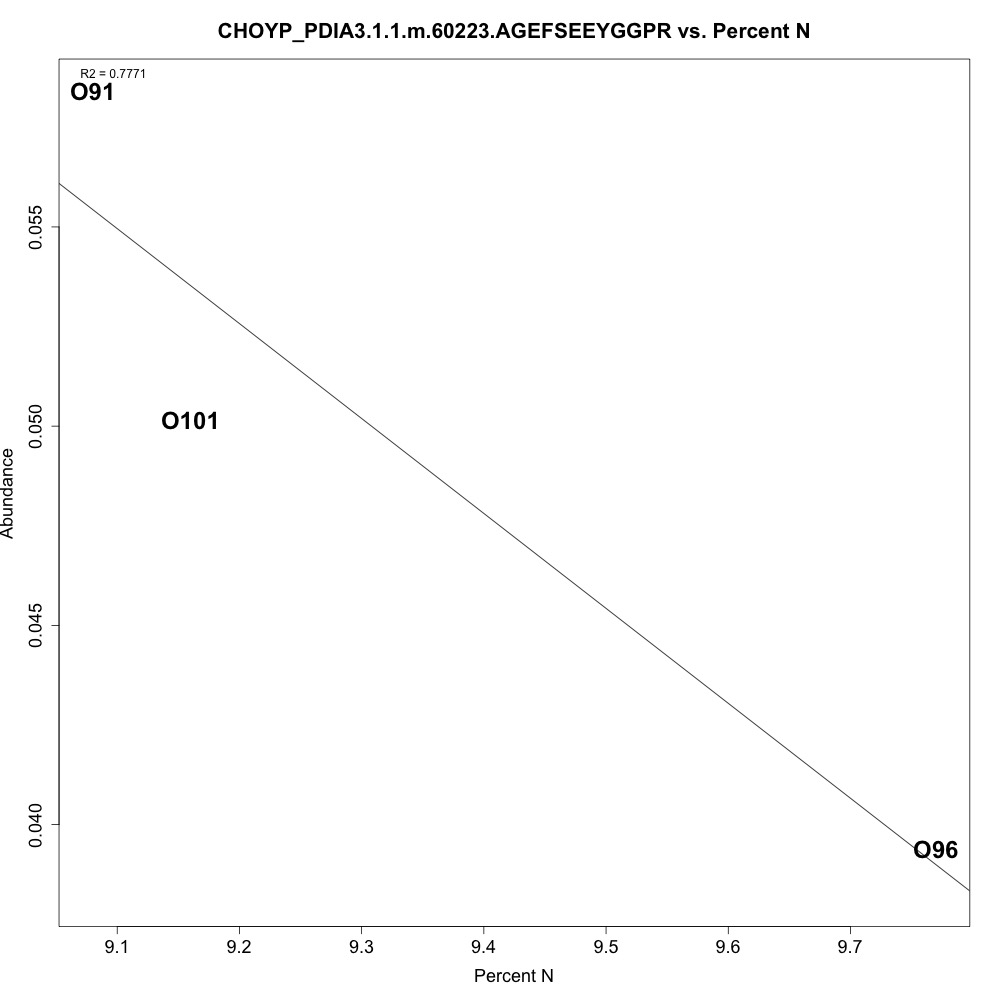 CHOYP_PDIA3.1.1.m.60223.AGEFSEEYGGPR vs. Percent N
R2 = 0.7771
O91
0.055
O101
0.050
Abundance
0.045
0.040
O96
9.1 9.2 9.3 9.4 9.5 9.6 9.7
Percent N